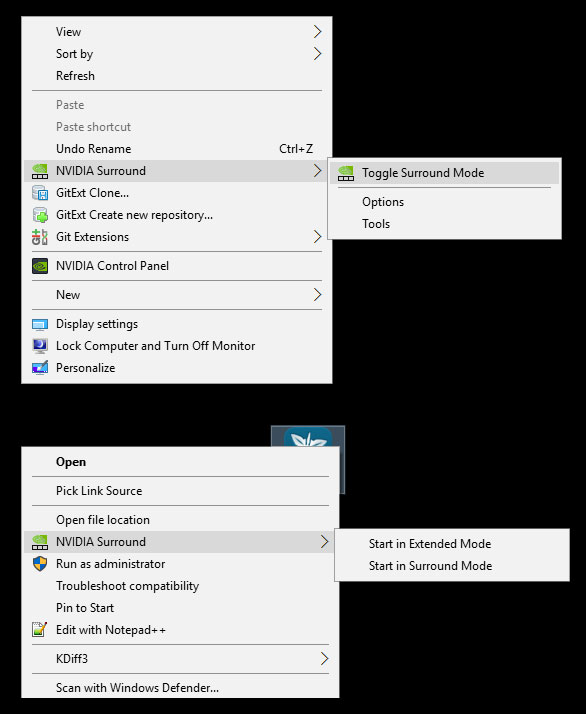 View
Sort by
Refresh
Paste
Paste shortcut
Undo Rename Ctrl+Z
NVIDIA Surround
Toggle Surround Mode
GitExt Clone...
Options
GitExt Create new repository...
Tools
Git Extensions
NVIDIA Control Panel
New
Display settings
Lock Computer and Turn Off Monitor
Personalize
Open
Pick Link Source
Open file location
NVIDIA Surround
Start in Extended Mode
Run as administrator
Start in Surround Mode
Troubleshoot compatibility
Pin to Start
Edit with Notepad++
KDiff3
Scan with Windows Defender...